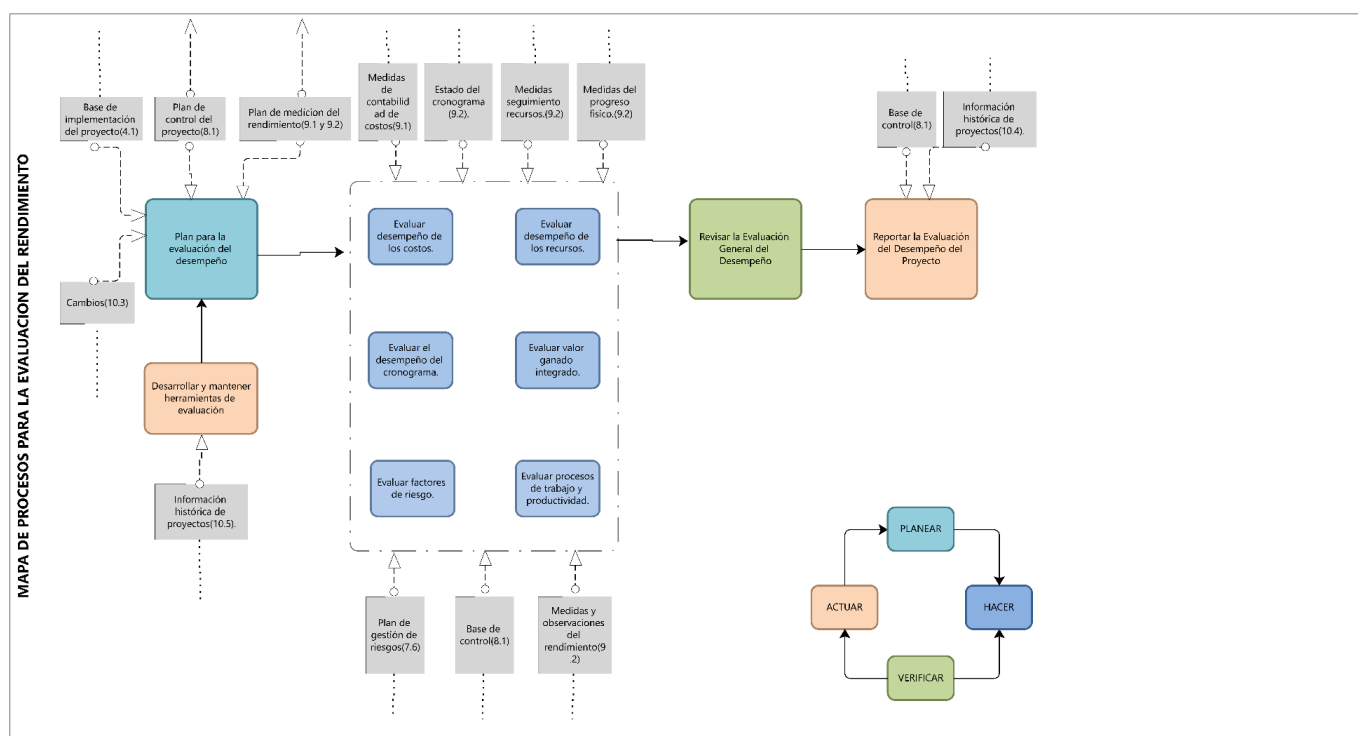 MAPA DE PROCESOS PARA LA EVALUACION DEL RENDIMIENTO
Base de
implementación
del proyecto(4.1)
Plan de
control del
proyecto(8.1)
Plan de medicion del
rendimiento(9.1 y 9.2)
Medidas
de
contabilid
ad de
costos(9.1)
Estado del
cronograma
(9.2).
Medidas
seguimiento
recursos.(9.2)
Medidas del
progreso
fisico.(9.2)
Base de
control(8.1)
Información
histórica de
proyectos(10.4).
Plan para la
evaluación del
desempeño
Evaluar
desempeño de
los costos.
Evaluar
desempeño de
los recursos.
Revisar la Evaluación
General del
Desempeño
Reportar la Evaluación
del Desempeño del
Proyecto
Cambios(10.3)
Evaluar el
desempeño del
cronograma.
Evaluar valor
ganado
integrado.
Desarrollar y mantener
herramientas de
evaluación
Evaluar factores
de riesgo.
Evaluar procesos
de trabajo y
productividad.
Información
histórica de
proyectos(10.5).
Plan de
gestión de
riesgos(7.6)
Base de
control(8.1)
Medidas y
observaciones
del
rendimiento(9
.2)
PLANEAR
ACTUAR
HACER
VERIFICAR